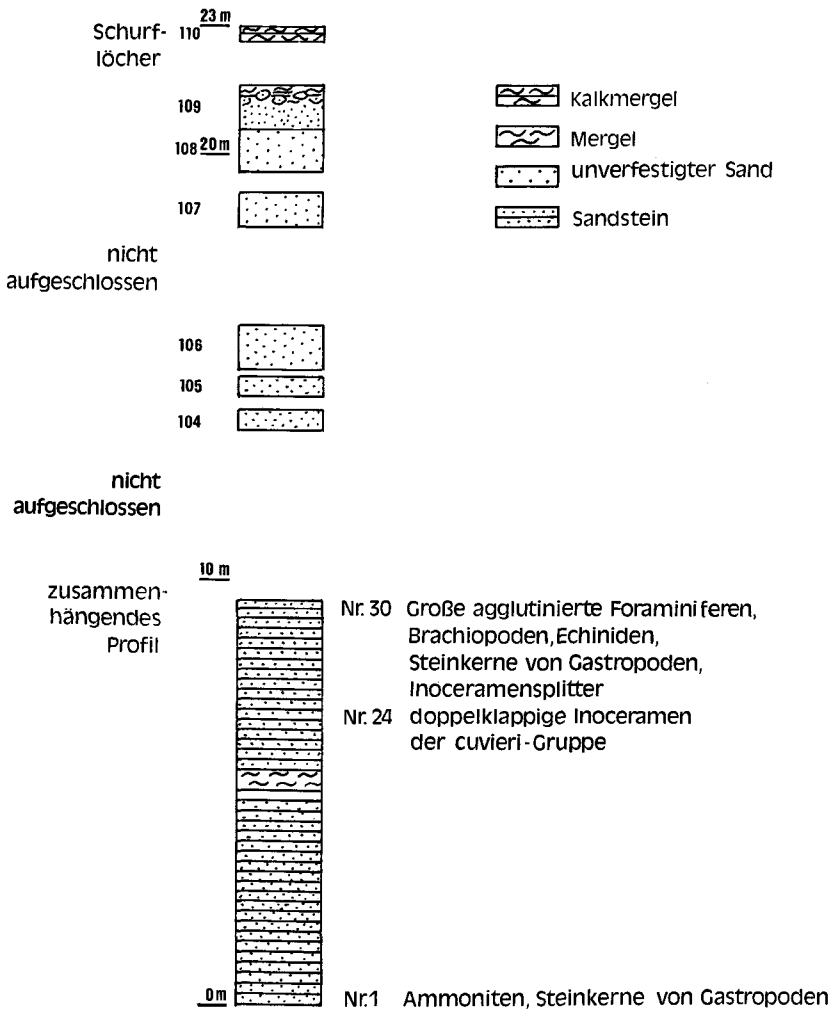 23 m
Schurf-
löcher
110
109
108 20 m
107
nicht
aufgeschlossen
106
105
104
nicht
aufgeschlossen
10 m
zusammen-
hängendes
Profil
0 m
Kalkmergel
Mergel
unverfestigter Sand
Sandstein
Nr. 30 Große agglutinierte Foraminiferen,
Brachiopoden, Echiniden,
Steinkerne von Gastropoden,
Inoceramensplitter
Nr. 24 doppelklappige Inoceramen
der cuvieri-Gruppe
Nr.1 Ammoniten, Steinkerne von Gastropoden